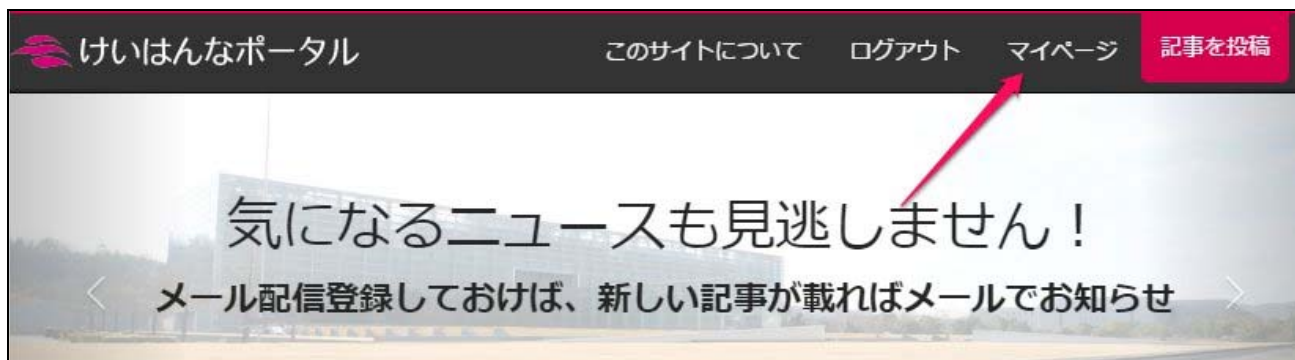 けいはんなポータル
このサイトについて ログアウト マイページ 記事を投稿
気になるニュースも見逃しません！
メール配信登録しておけば、新しい記事が載ればメールでお知らせ